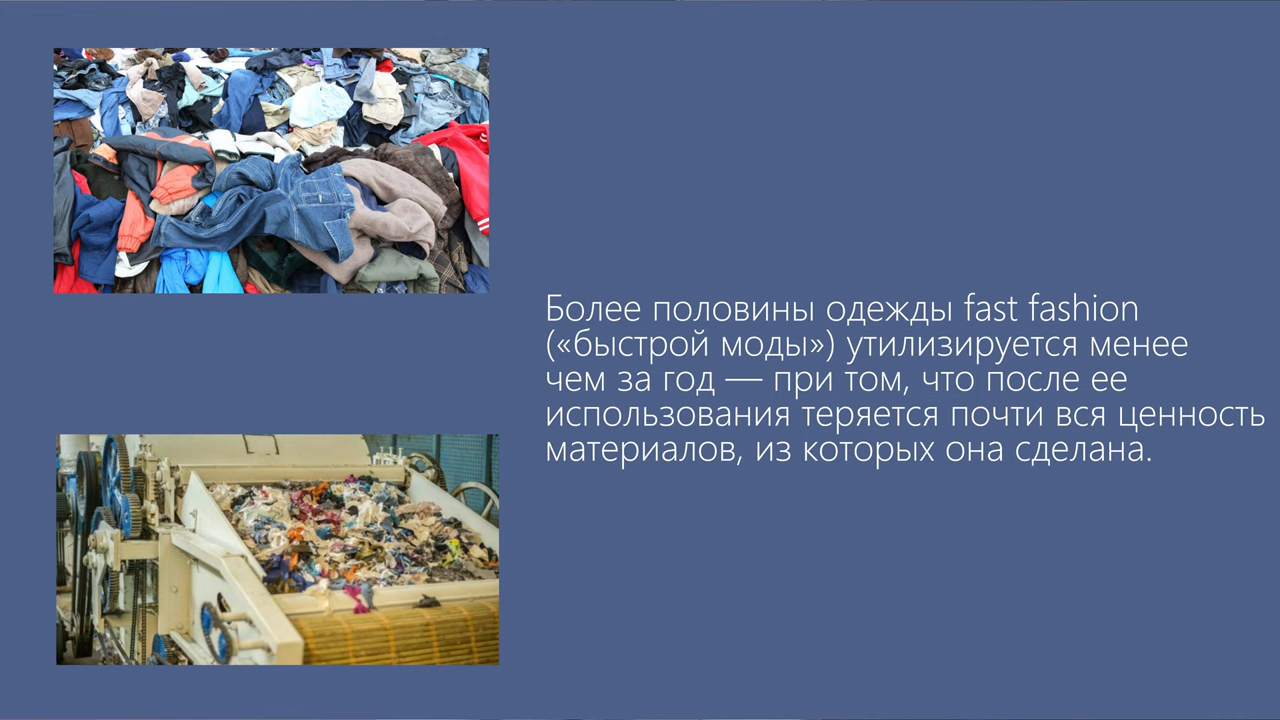 Более половины одежды fast fashion
(«быстрой моды») утилизируется менее
чем за год — при том, что после ее
использования теряется почти вся ценность
материалов, из которых она сделана.